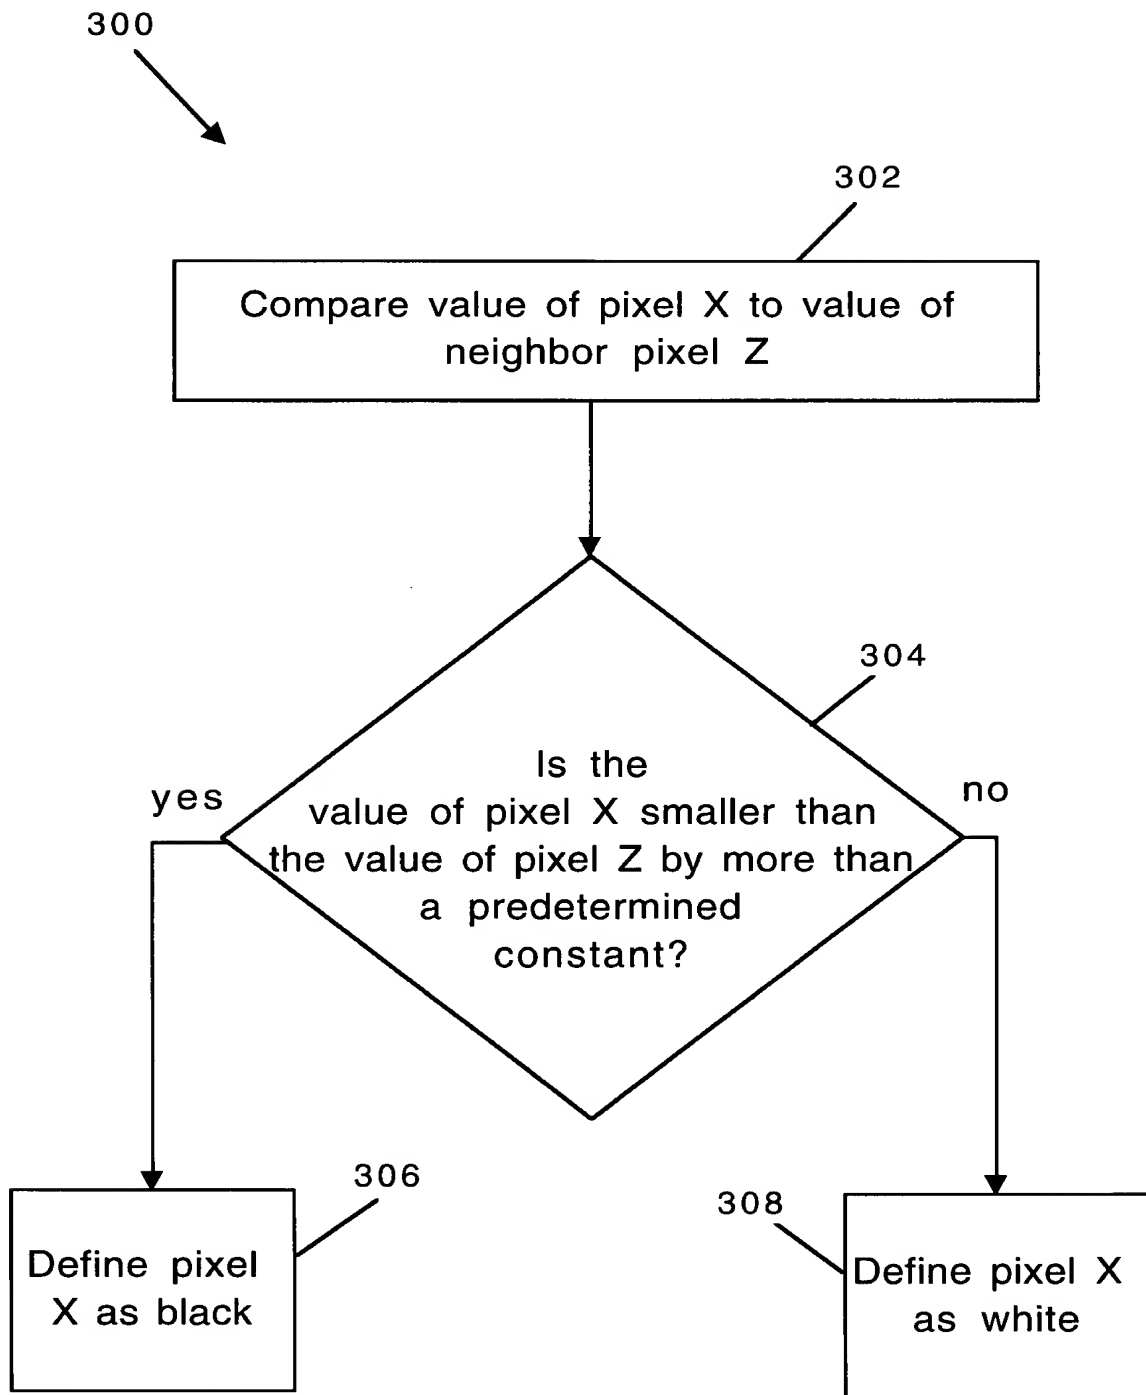 300
302
Compare value of pixel X to value of
neighbor pixel Z
304
Is the
value of pixel X smaller than
the value of pixel Z by more than
a predetermined
constant?
yes
no
306
Define pixel
X as black
308
Define pixel X
as white